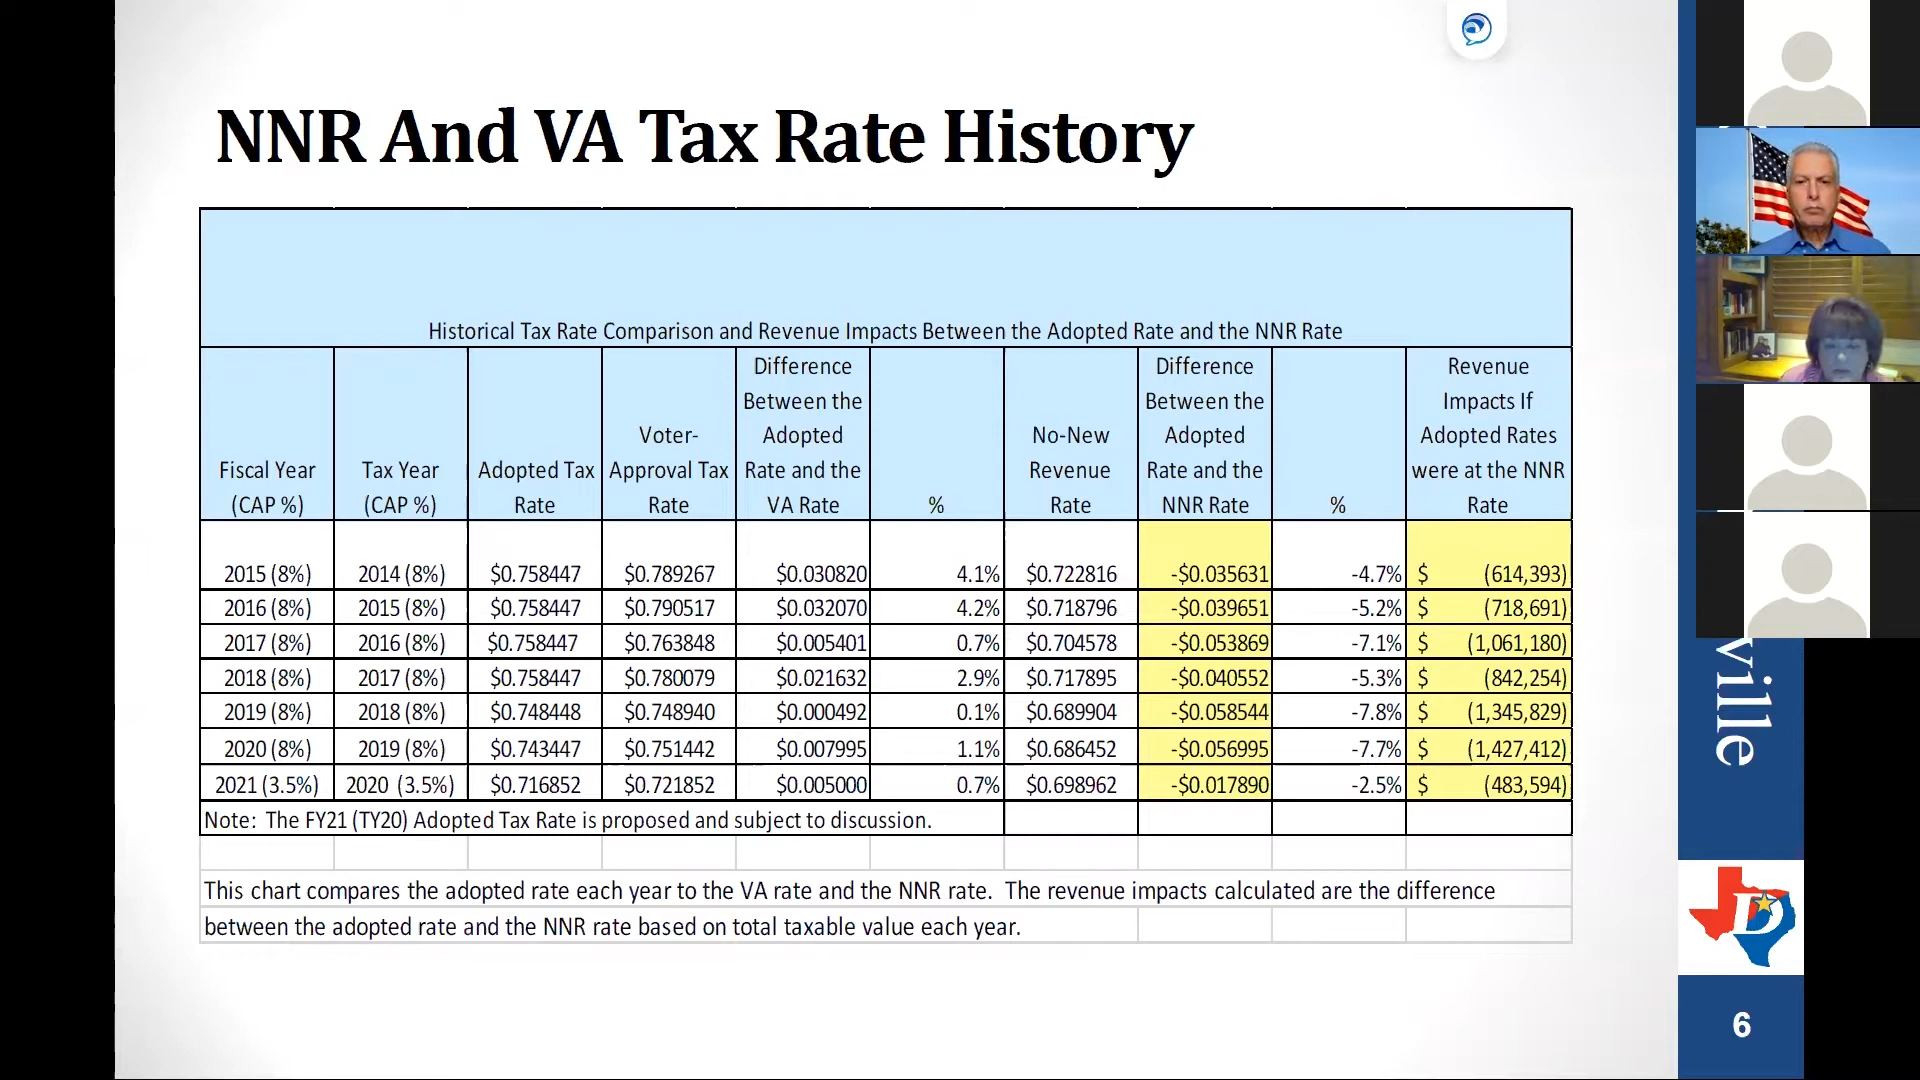 NNR And VA Tax Rate History
Historical Tax Rate Comparison and Revenue Impacts Between the Adopted Rate and the NNR Rate
Fiscal Year
(CAP %)
Tax Year
(CAP %)
Adopted Tax
Rate
Voter-
Approval Tax
Rate
Difference
Between the
Adopted
Rate and the
VA Rate
%
No-New
Revenue
Rate
Difference
Between the
Adopted
Rate and the
NNR Rate
%
Revenue
Impacts If
Adopted Rates
were at the NNR
Rate
2015 (8%) 2014 (8%) $0.758447 $0.789267 $0.030820 4.1% $0.722816 -$0.035631 -4.7% $ (614,393)
2016 (8%) 2015 (8%) $0.758447 $0.790517 $0.032070 4.2% $0.718796 -$0.039651 -5.2% $ (718,691)
2017 (8%) 2016 (8%) $0.758447 $0.763848 $0.005401 0.7% $0.704578 -$0.053869 -7.1% $ (1,061,180)
2018 (8%) 2017 (8%) $0.758447 $0.780079 $0.021632 2.9% $0.717895 -$0.040552 -5.3% $ (842,254)
2019 (8%) 2018 (8%) $0.748448 $0.748940 $0.000492 0.1% $0.689904 -$0.058544 -7.8% $ (1,345,829)
2020 (8%) 2019 (8%) $0.743447 $0.751442 $0.007995 1.1% $0.686452 -$0.056995 -7.7% $ (1,427,412)
2021 (3.5%) 2020 (3.5%) $0.716852 $0.721852 $0.005000 0.7% $0.698962 -$0.017890 -2.5% $ (483,594)
Note: The FY21 (TY20) Adopted Tax Rate is proposed and subject to discussion.
This chart compares the adopted rate each year to the VA rate and the NNR rate. The revenue impacts calculated are the difference
between the adopted rate and the NNR rate based on total taxable value each year.
ville
D
6